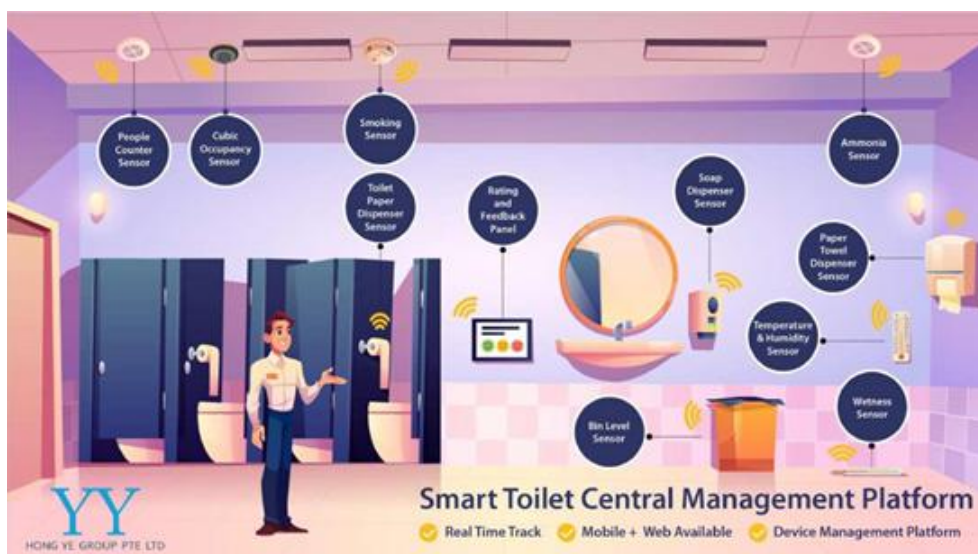 People
Counter
Sensor
Cubic
Occupancy
Sensor
Smoking
Sensor
Ammonia
Sensor
Toilet
Paper
Dispenser
Sensor
Rating
and
Feedback
Panel
Soap
Dispenser
Sensor
Paper
Towel
Dispenser
Sensor
Temperature
& Humidity
Sensor
Wetness
Sensor
Bin Level
Sensor
YY
HONG YE GROUP PTE LTD
Smart Toilet Central Management Platform
Real Time Track Mobile + Web Available Device Management Platform